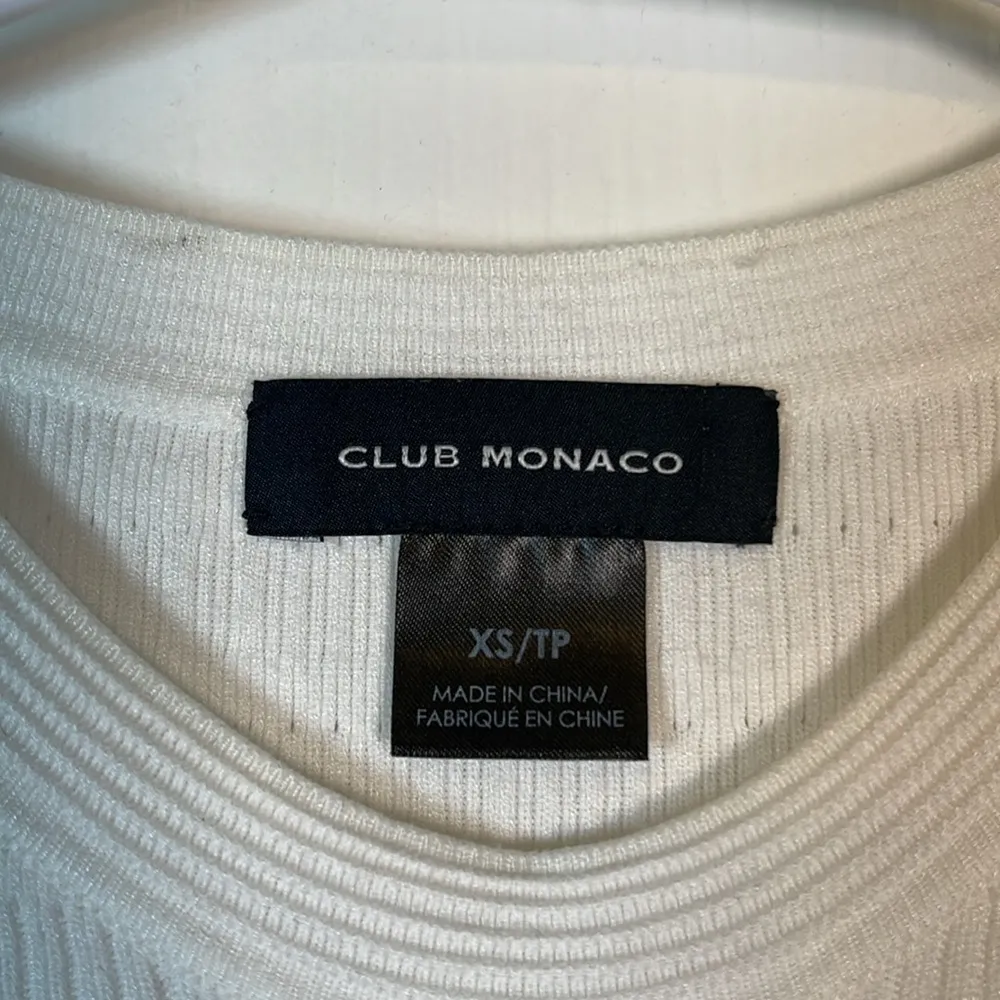 CLUB MONACO
XS/TP
MADE IN CHINA/
FABRIQUÉ EN CHINE